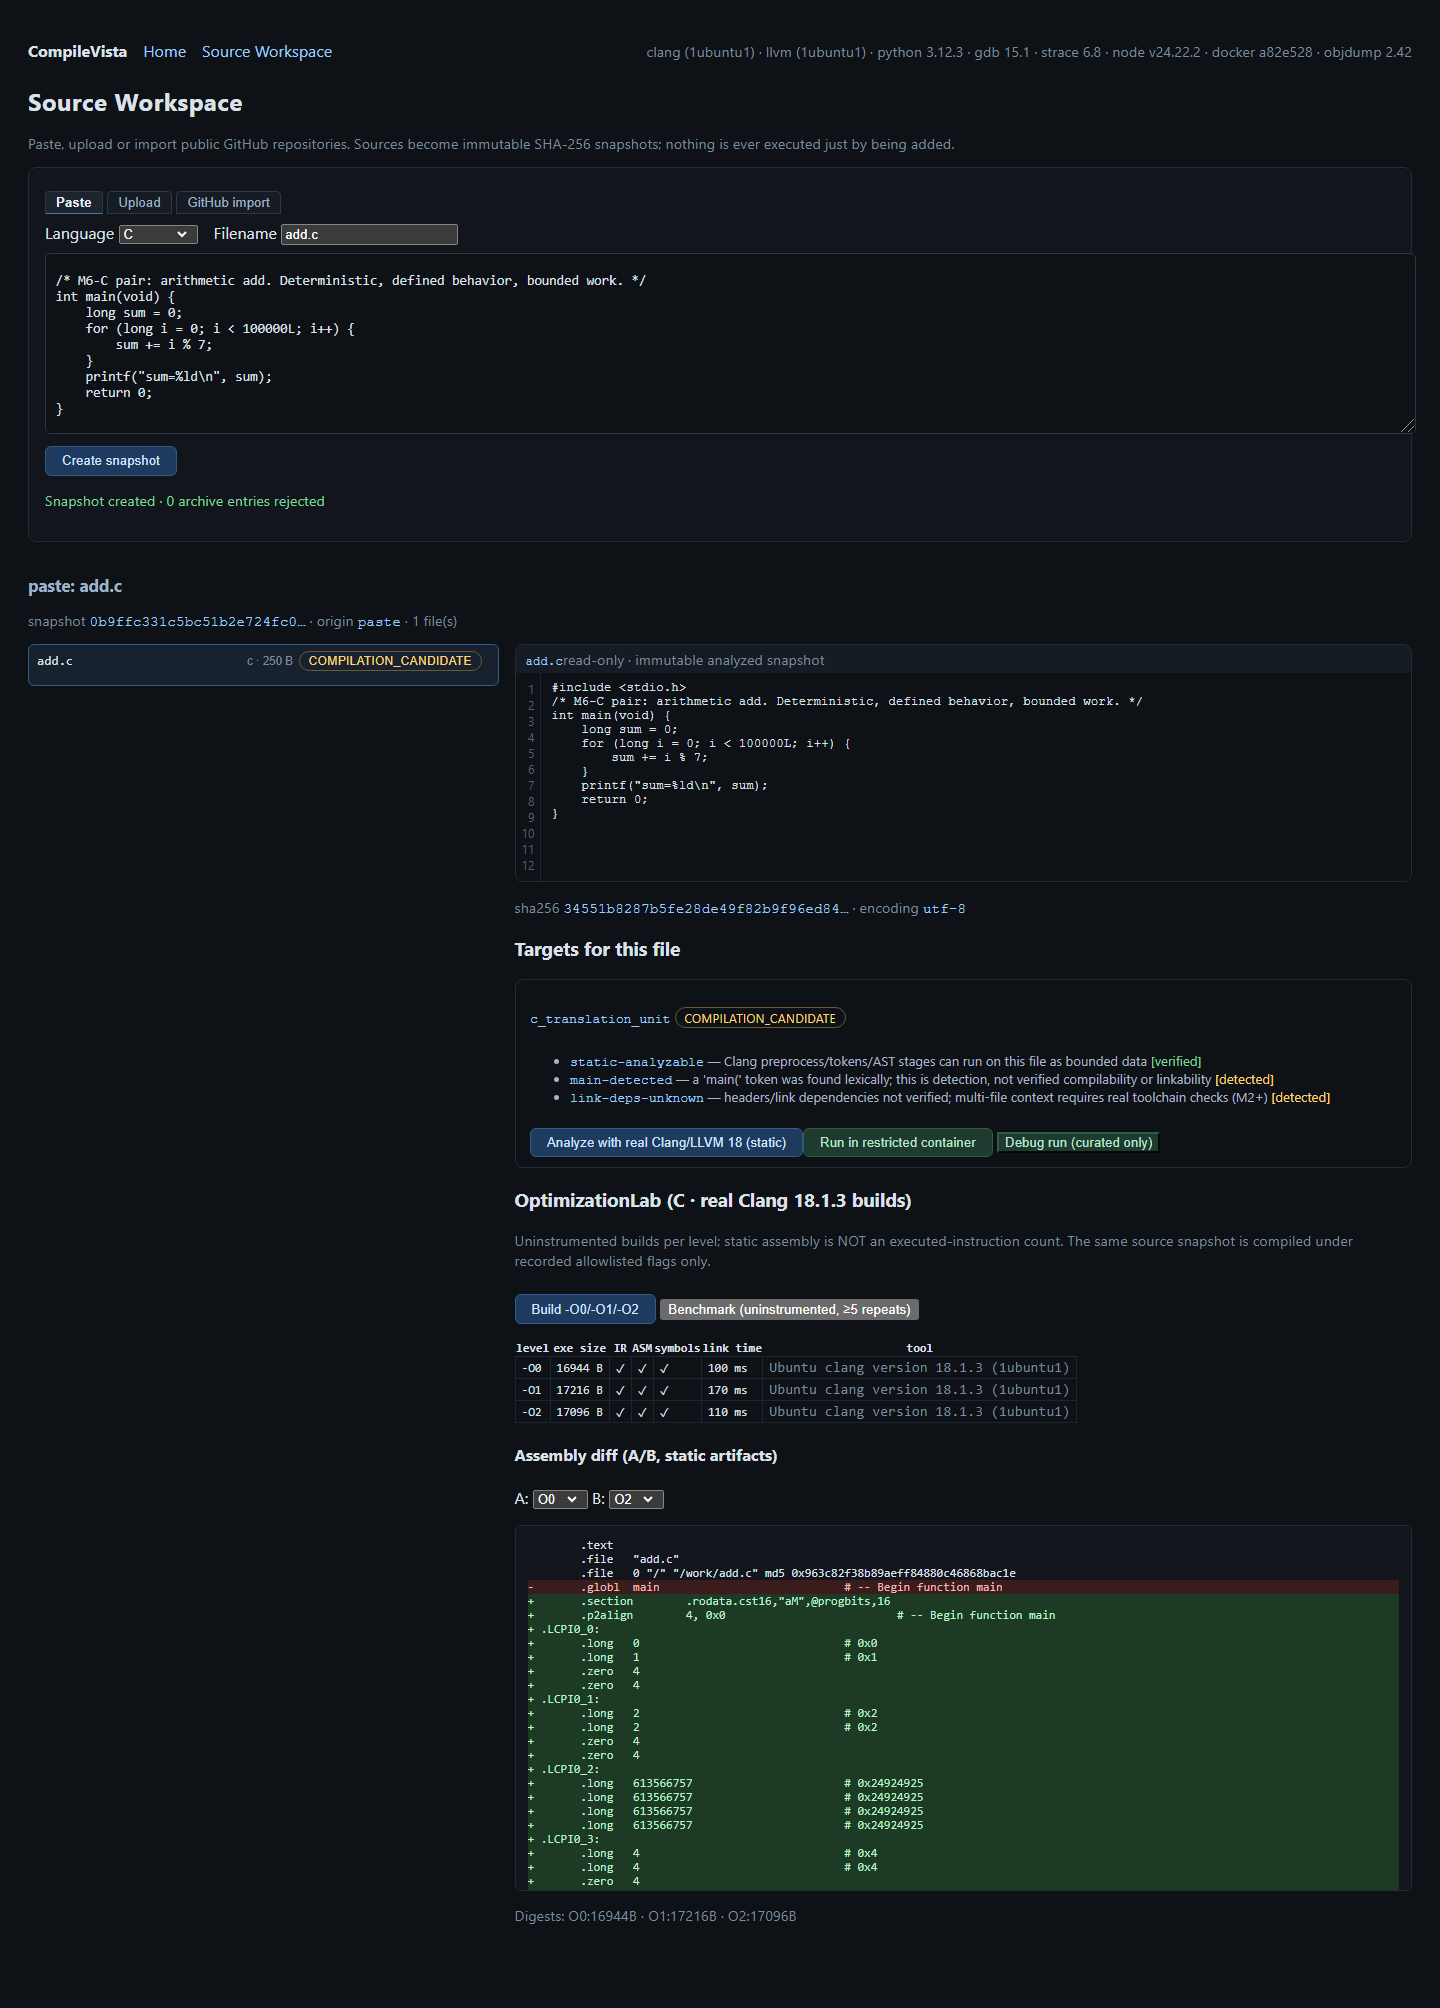 CompileVista Home Source Workspace clang (1ubuntu1) · llvm (1ubuntu1) · python 3.12.3 · gdb 15.1 · strace 6.8 · node v24.22.2 · docker a82e528 · objdump 2.42
Source Workspace
Paste, upload or import public GitHub repositories. Sources become immutable SHA-256 snapshots; nothing is ever executed just by being added.
Paste Upload GitHub import
Language C Filename add.c
/* M6-C pair: arithmetic add. Deterministic, defined behavior, bounded work. */
int main(void) {
    long sum = 0;
    for (long i = 0; i < 100000L; i++) {
        sum += i % 7;
    }
    printf("sum=%ld\n", sum);
    return 0;
}
Create snapshot
Snapshot created · 0 archive entries rejected
paste: add.c
snapshot 0b9ffc331c5bc51b2e724fc0… · origin paste · 1 file(s)
add.c c · 250 B COMPILATION_CANDIDATE
add.cread-only · immutable analyzed snapshot
1 #include <stdio.h>
2 /* M6-C pair: arithmetic add. Deterministic, defined behavior, bounded work. */
3 int main(void) {
4     long sum = 0;
5     for (long i = 0; i < 100000L; i++) {
6         sum += i % 7;
7     }
8     printf("sum=%ld\n", sum);
9     return 0;
10 }
11
12
sha256 34551b8287b5fe28de49f82b9f96ed84… · encoding utf-8
Targets for this file
c_translation_unit COMPILATION_CANDIDATE
• static-analyzable — Clang preprocess/tokens/AST stages can run on this file as bounded data [verified]
• main-detected — a 'main(' token was found lexically; this is detection, not verified compilability or linkability [detected]
• link-deps-unknown — headers/link dependencies not verified; multi-file context requires real toolchain checks (M2+) [detected]
Analyze with real Clang/LLVM 18 (static) Run in restricted container Debug run (curated only)
OptimizationLab (C · real Clang 18.1.3 builds)
Uninstrumented builds per level; static assembly is NOT an executed-instruction count. The same source snapshot is compiled under
recorded allowlisted flags only.
Build -O0/-O1/-O2 Benchmark (uninstrumented, ≥5 repeats)
level exe size IR ASM symbols link time tool
-O0 16944 B ✓ ✓ ✓ 100 ms Ubuntu clang version 18.1.3 (1ubuntu1)
-O1 17216 B ✓ ✓ ✓ 170 ms Ubuntu clang version 18.1.3 (1ubuntu1)
-O2 17096 B ✓ ✓ ✓ 110 ms Ubuntu clang version 18.1.3 (1ubuntu1)
Assembly diff (A/B, static artifacts)
A: O0 B: O2
.text
.file "add.c"
.file 0 "/" "/work/add.c" md5 0x963c82f38b89aeff84880c46868bac1e
- .globl main # -- Begin function main
+ .section .rodata.cst16,"aM",@progbits,16
+ .p2align 4, 0x0 # -- Begin function main
+ .LCPI0_0:
+ .long 0 # 0x0
+ .long 1 # 0x1
+ .zero 4
+ .zero 4
+ .LCPI0_1:
+ .long 2 # 0x2
+ .long 2 # 0x2
+ .zero 4
+ .zero 4
+ .LCPI0_2:
+ .long 613566757 # 0x24924925
+ .long 613566757 # 0x24924925
+ .long 613566757 # 0x24924925
+ .long 613566757 # 0x24924925
+ .LCPI0_3:
+ .long 4 # 0x4
+ .long 4 # 0x4
+ .zero 4
Digests: O0:16944B · O1:17216B · O2:17096B